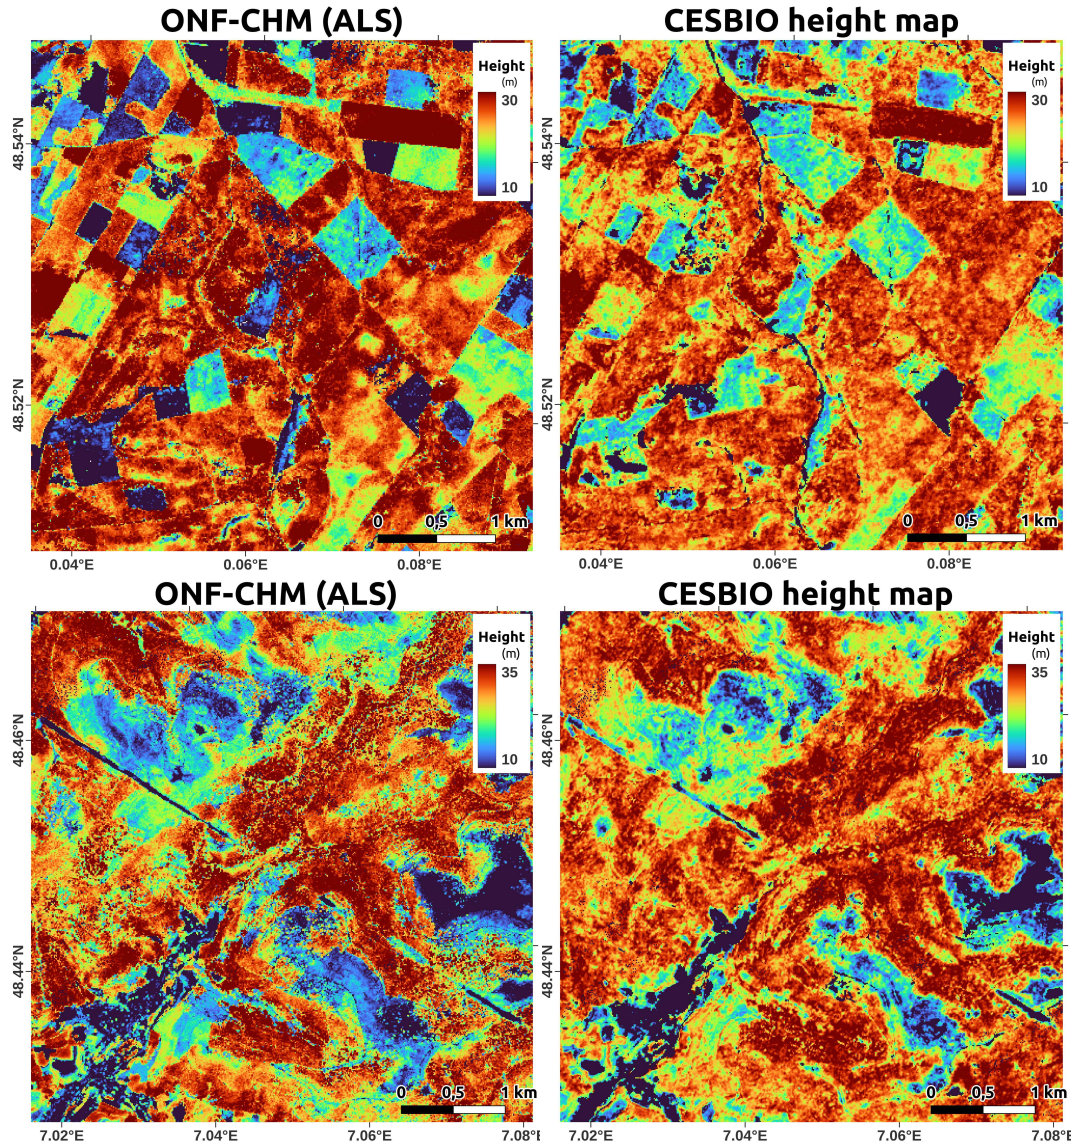 ONF-CHM (ALS)
CESBIO height map
Height
(m)
30
10
Height
(m)
30
10
48.54°N
48.52°N
48.54°N
48.52°N
0 0,5 1 km
0 0,5 1 km
0.04°E 0.06°E 0.08°E
0.04°E 0.06°E 0.08°E
ONF-CHM (ALS)
CESBIO height map
Height
(m)
35
10
Height
(m)
35
10
48.46°N
48.44°N
48.46°N
48.44°N
0 0,5 1 km
0 0,5 1 km
7.02°E 7.04°E 7.06°E 7.08°E
7.02°E 7.04°E 7.06°E 7.08°E